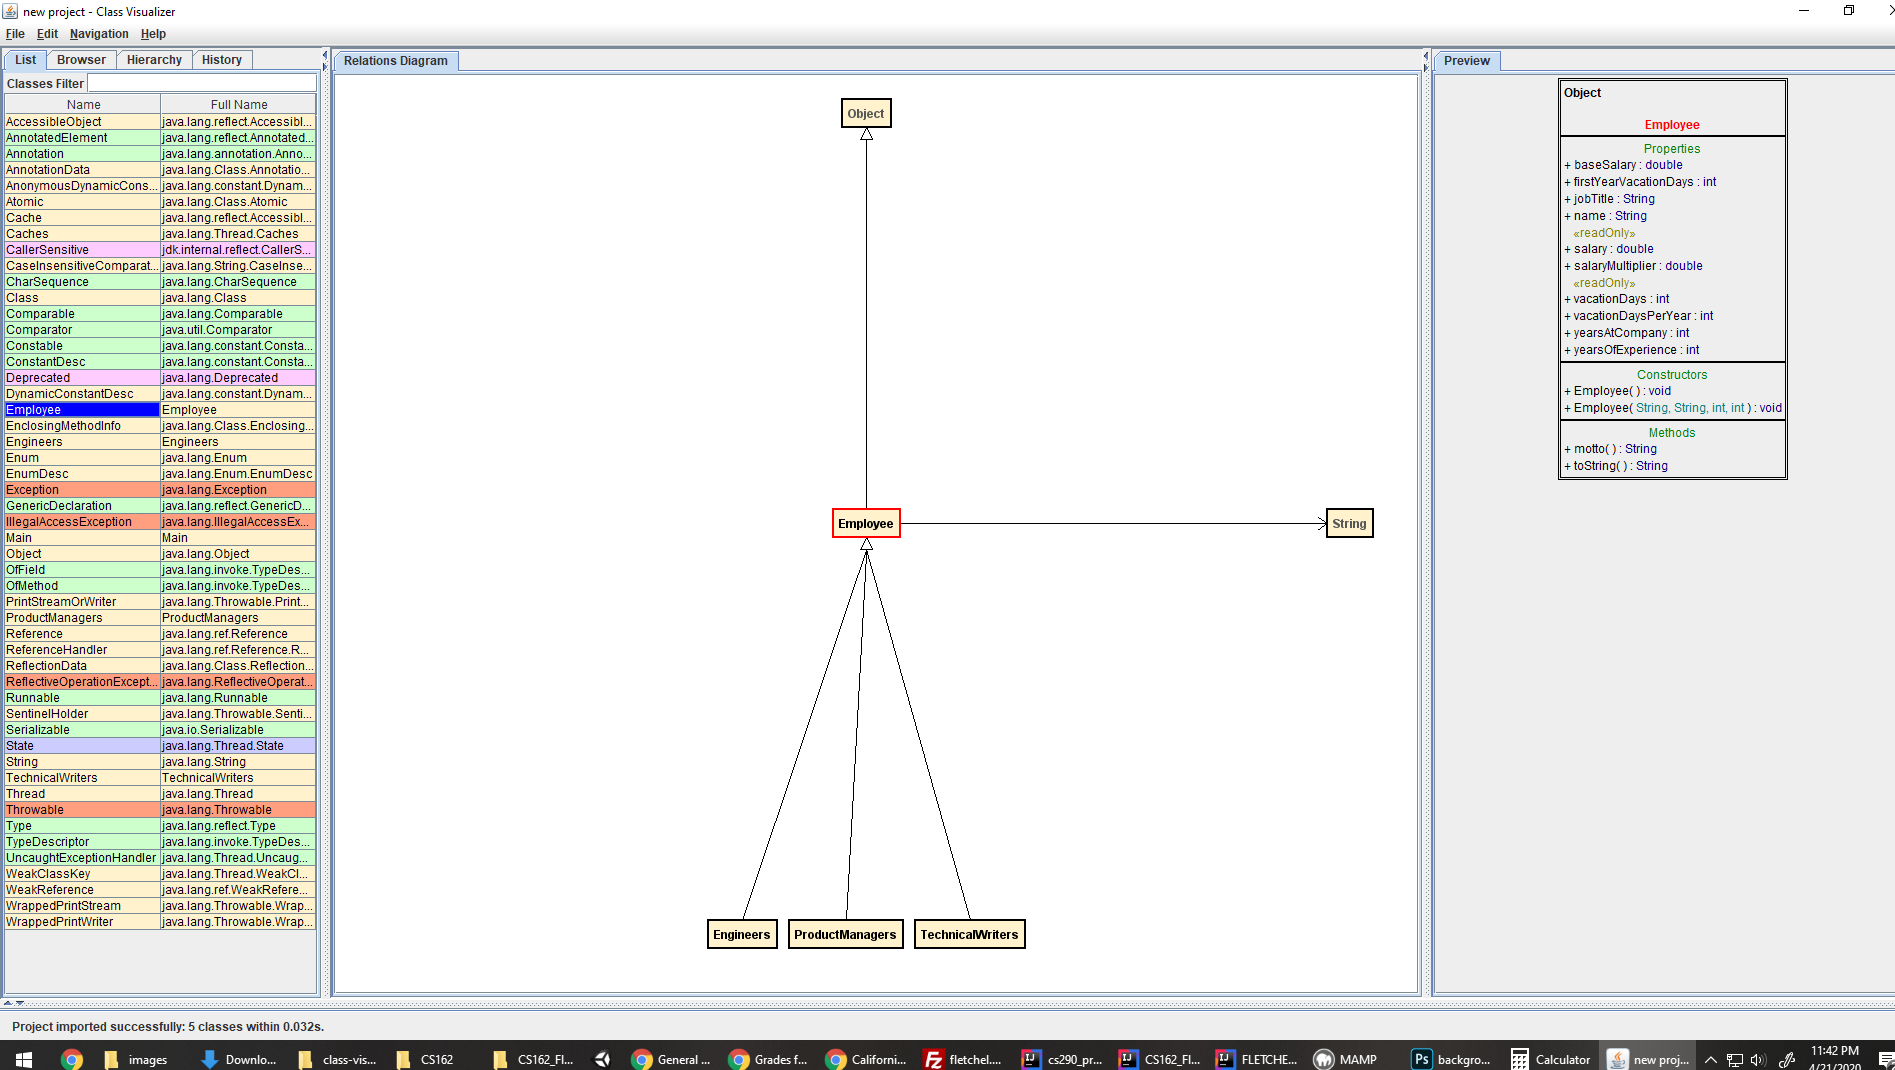 new project - Class Visualizer
File Edit Navigation Help
List Browser Hierarchy History
Classes Filter
Name Full Name
AccessibleObject java.lang.reflect.Accessibl...
AnnotatedElement java.lang.reflect.Annotated...
Annotation java.lang.annotation.Anno...
AnnotationData java.lang.Class.Annotatio...
AnonymousDynamicCons... java.lang.constant.Dynam...
Atomic java.lang.Class.Atomic
Cache java.lang.reflect.Accessibl...
Caches java.lang.Thread.Caches
CallerSensitive jdk.internal.reflect.CallerS...
CaseInsensitiveComparat... java.lang.String.CaseInse...
CharSequence java.lang.CharSequence
Class java.lang.Class
Comparable java.lang.Comparable
Comparator java.util.Comparator
Constable java.lang.constant.Consta...
ConstantDesc java.lang.constant.Consta...
Deprecated java.lang.Deprecated
DynamicConstantDesc java.lang.constant.Dynam...
Employee Employee
EnclosingMethodInfo java.lang.Class.Enclosing...
Engineers Engineers
Enum java.lang.Enum
EnumDesc java.lang.Enum.EnumDesc
Exception java.lang.Exception
GenericDeclaration java.lang.reflect.GenericD...
IllegalAccessException java.lang.IllegalAccessEx...
Main Main
Object java.lang.Object
OfField java.lang.invoke.TypeDes...
OfMethod java.lang.invoke.TypeDes...
PrintStreamOrWriter java.lang.Throwable.Print...
ProductManagers ProductManagers
Reference java.lang.ref.Reference
ReferenceHandler java.lang.ref.Reference.R...
ReflectionData java.lang.Class.Reflection...
ReflectiveOperationExcept... java.lang.ReflectiveOperat...
Runnable java.lang.Runnable
SentinelHolder java.lang.Throwable.Senti...
Serializable java.io.Serializable
State java.lang.Thread.State
String java.lang.String
TechnicalWriters TechnicalWriters
Thread java.lang.Thread
Throwable java.lang.Throwable
Type java.lang.reflect.Type
TypeDescriptor java.lang.invoke.TypeDes...
UncaughtExceptionHandler java.lang.Thread.Uncaug...
WeakClassKey java.lang.Thread.WeakCl...
WeakReference java.lang.ref.WeakRefere...
WrappedPrintStream java.lang.Throwable.Wrap...
WrappedPrintWriter java.lang.Throwable.Wrap...
Relations Diagram
Object
Employee
String
Engineers
ProductManagers
TechnicalWriters
Preview
Object
Employee
Properties
+ baseSalary : double
+ firstYearVacationDays : int
+ jobTitle : String
+ name : String
«readOnly»
+ salary : double
+ salaryMultiplier : double
«readOnly»
+ vacationDays : int
+ vacationDaysPerYear : int
+ yearsAtCompany : int
+ yearsOfExperience : int
Constructors
+ Employee( ) : void
+ Employee( String, String, int, int ) : void
Methods
+ motto( ) : String
+ toString( ) : String
Project imported successfully: 5 classes within 0.032s.
images
Downlo...
class-vis...
CS162
CS162_Fl...
General ...
Grades f...
Californi...
fletchel....
cs290_pr...
CS162_Fl...
FLETCHE...
MAMP
Ps backgro...
Calculator
new proj...
11:42 PM
4/21/2020